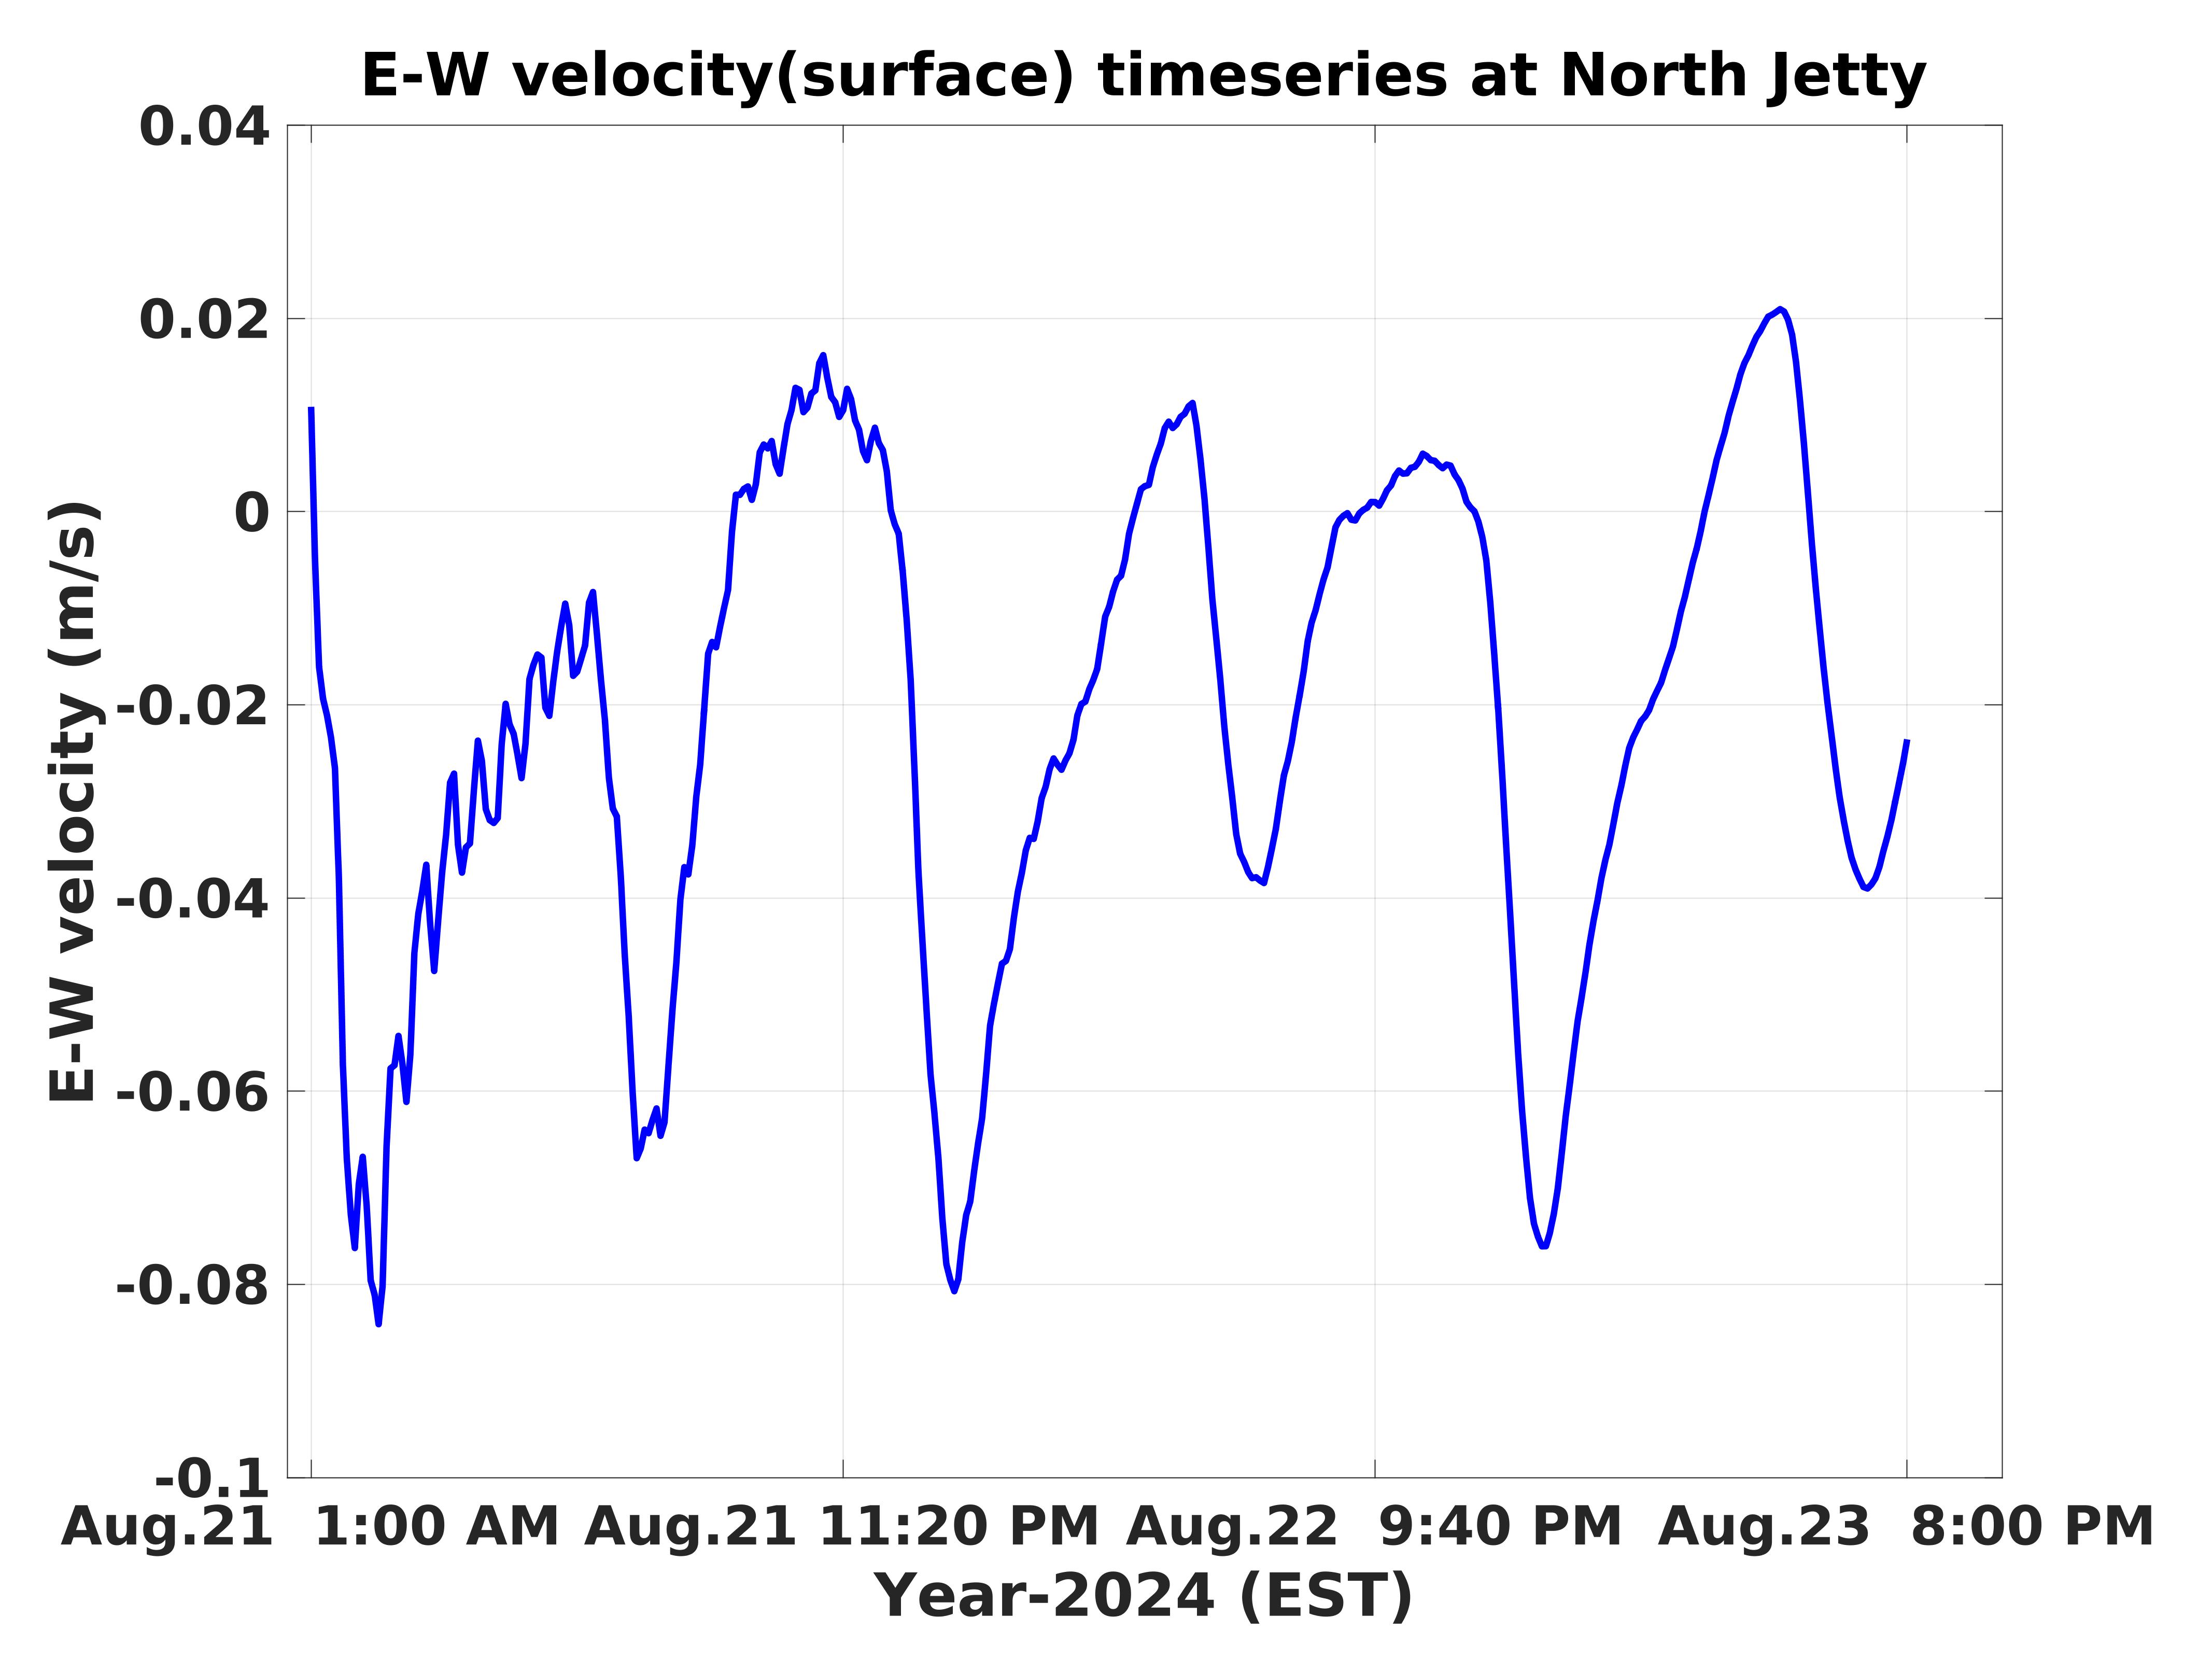 E-W velocity(surface) timeseries at North Jetty
0.04
0.02
0
-0.02
-0.04
-0.06
-0.08
-0.1
E-W velocity (m/s)
Aug.21 1:00 AM Aug.21 11:20 PM Aug.22 9:40 PM Aug.23 8:00 PM
Year-2024 (EST)